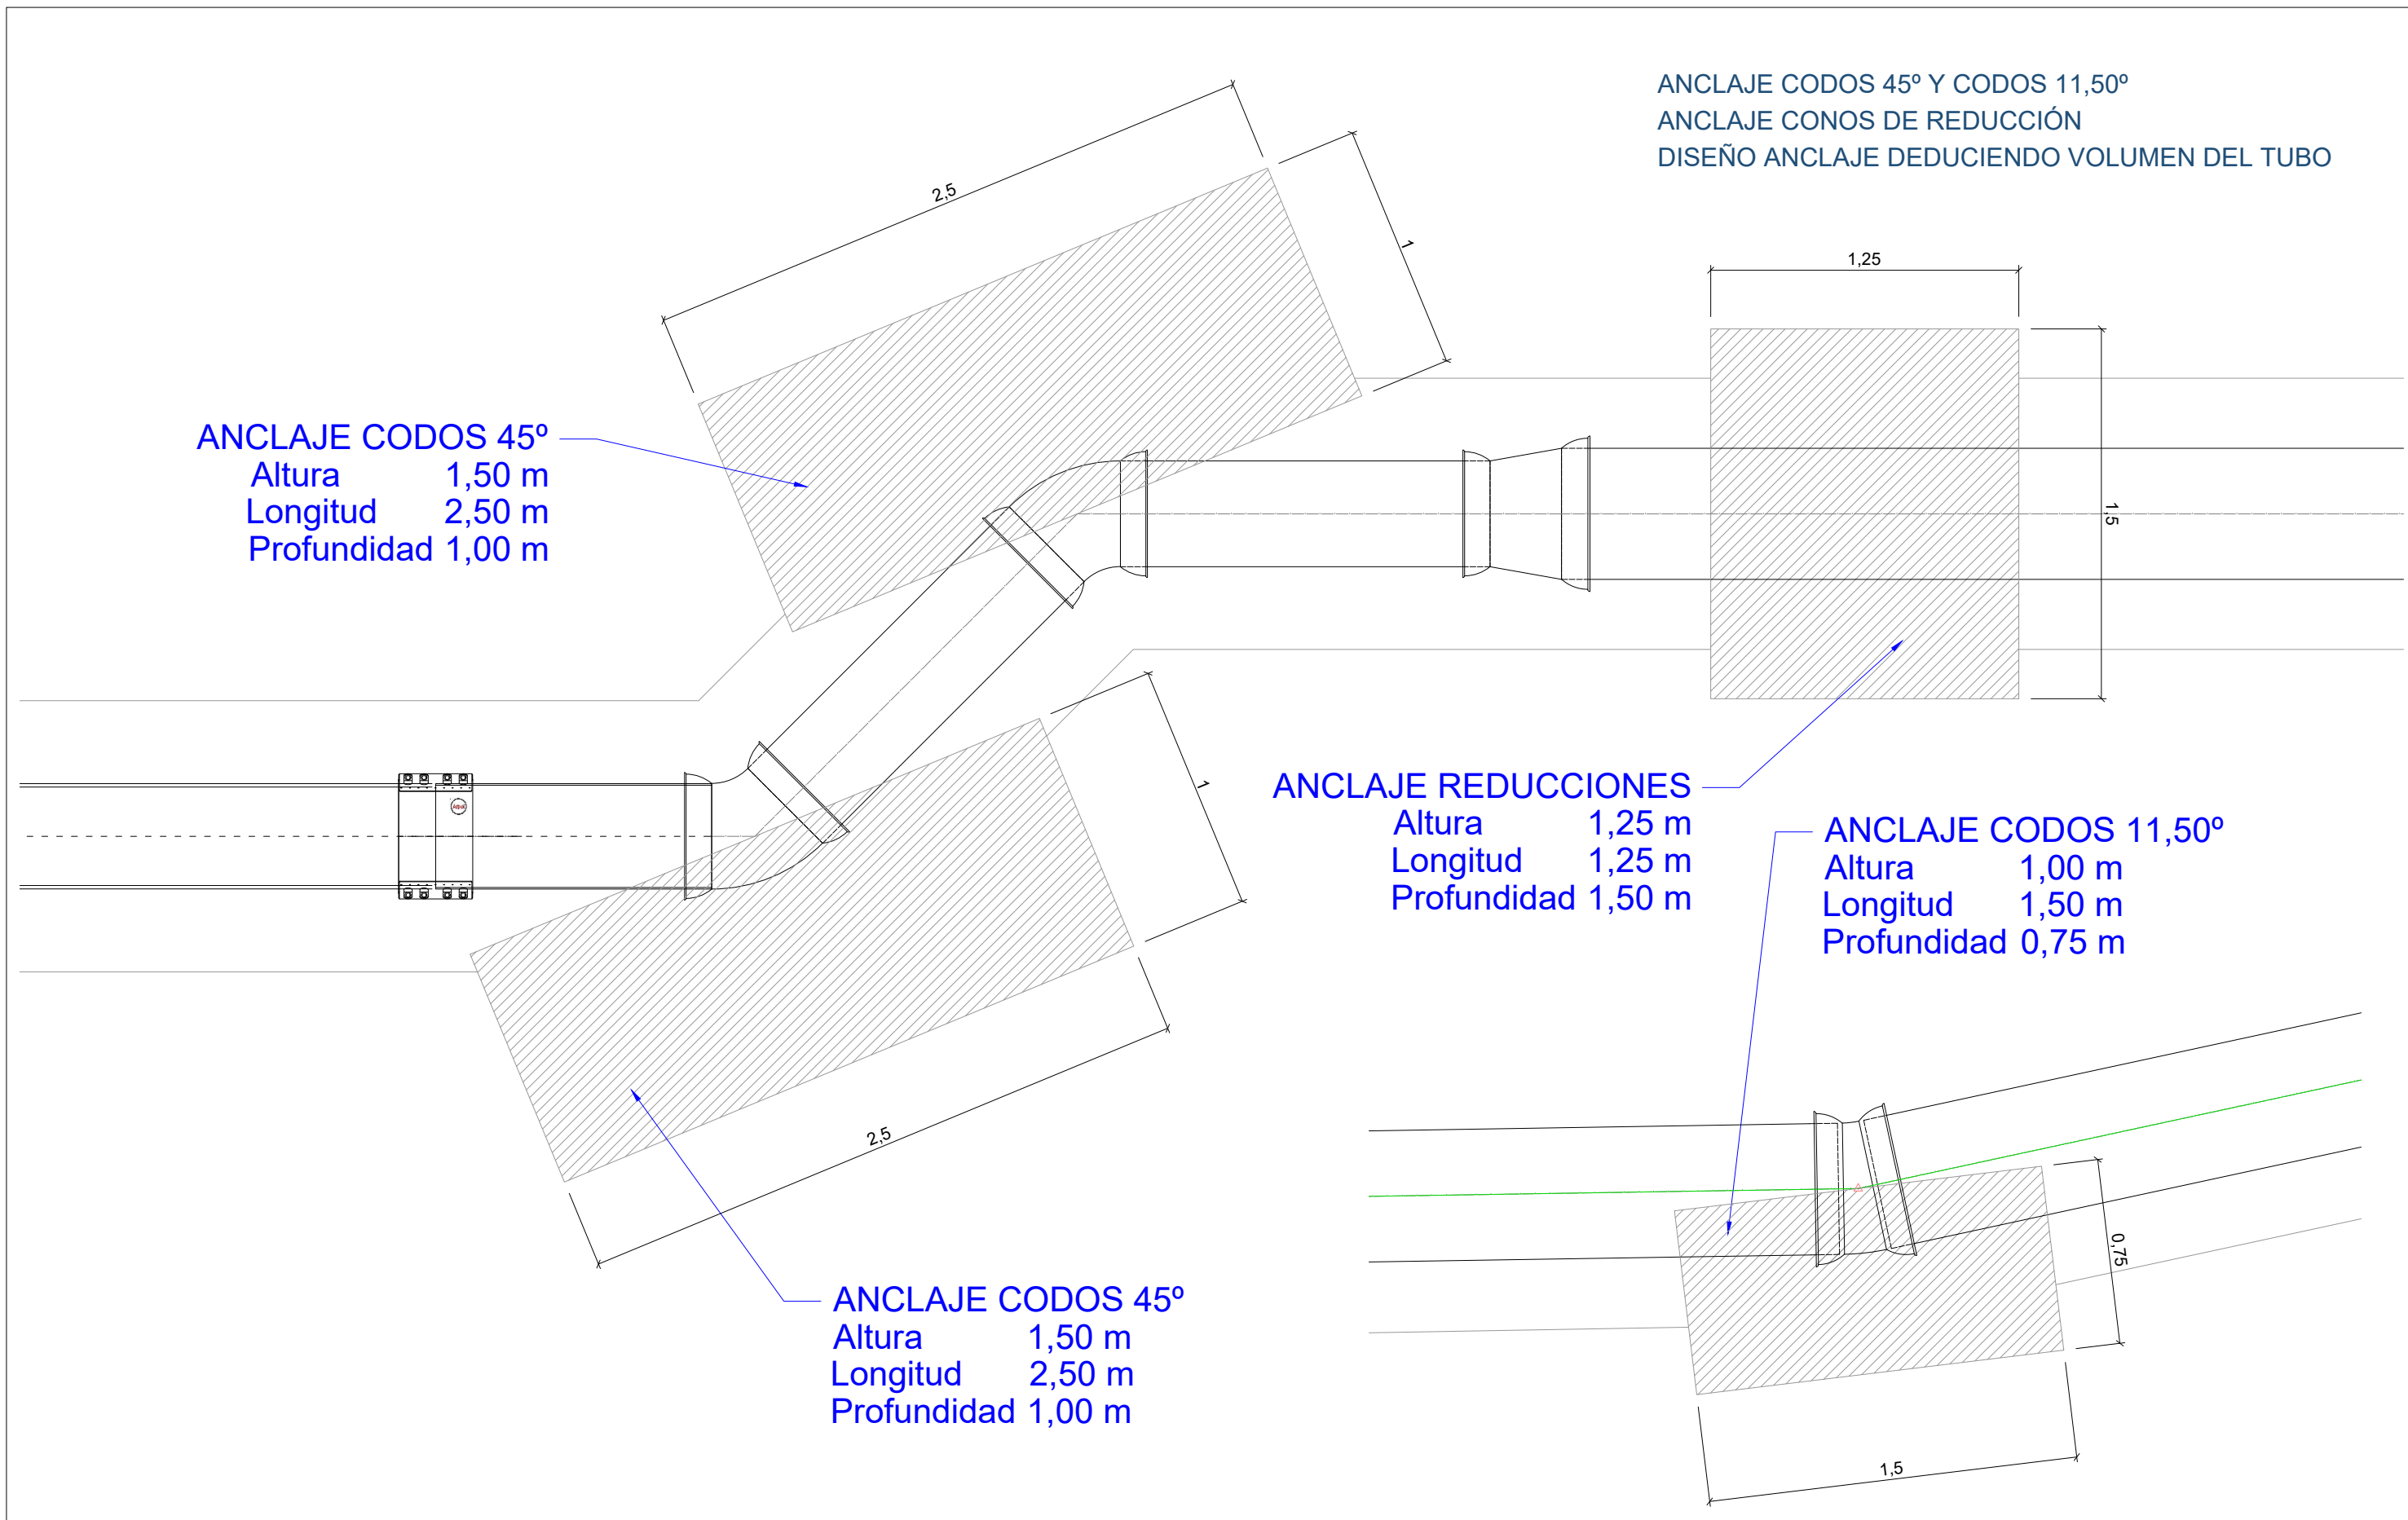 ANCLAJE CODOS 45º Y CODOS 11,50º
ANCLAJE CONOS DE REDUCCIÓN
DISEÑO ANCLAJE DEDUCIENDO VOLUMEN DEL TUBO
2,5
1
1,25
1,5
ANCLAJE CODOS 45º
Altura 1,50 m
Longitud 2,50 m
Profundidad 1,00 m
1
ANCLAJE REDUCCIONES
Altura 1,25 m
Longitud 1,25 m
Profundidad 1,50 m
ANCLAJE CODOS 11,50º
Altura 1,00 m
Longitud 1,50 m
Profundidad 0,75 m
2,5
0,75
ANCLAJE CODOS 45º
Altura 1,50 m
Longitud 2,50 m
Profundidad 1,00 m
1,5